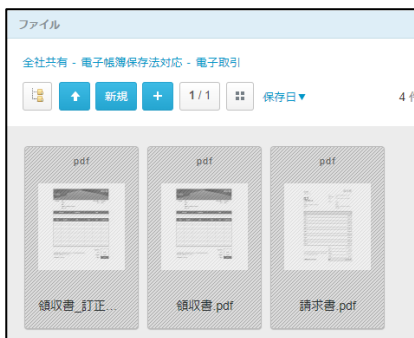 ファイル
全社共有 - 電子帳簿保存法対応 - 電子取引
新規 + 1 / 1 保存日▼ 4 件
pdf pdf pdf
領収書_訂正... 領収書.pdf 請求書.pdf